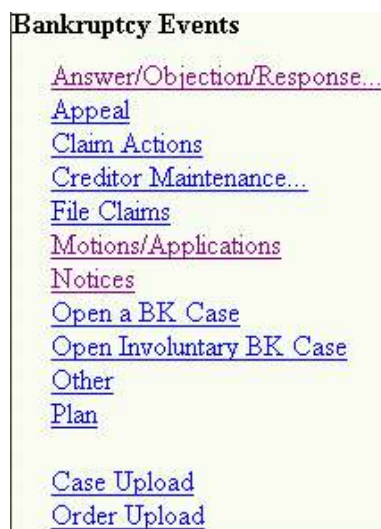 Bankruptcy Events
Answer/Objection/Response...
Appeal
Claim Actions
Creditor Maintenance...
File Claims
Motions/Applications
Notices
Open a BK Case
Open Involuntary BK Case
Other
Plan
Case Upload
Order Upload